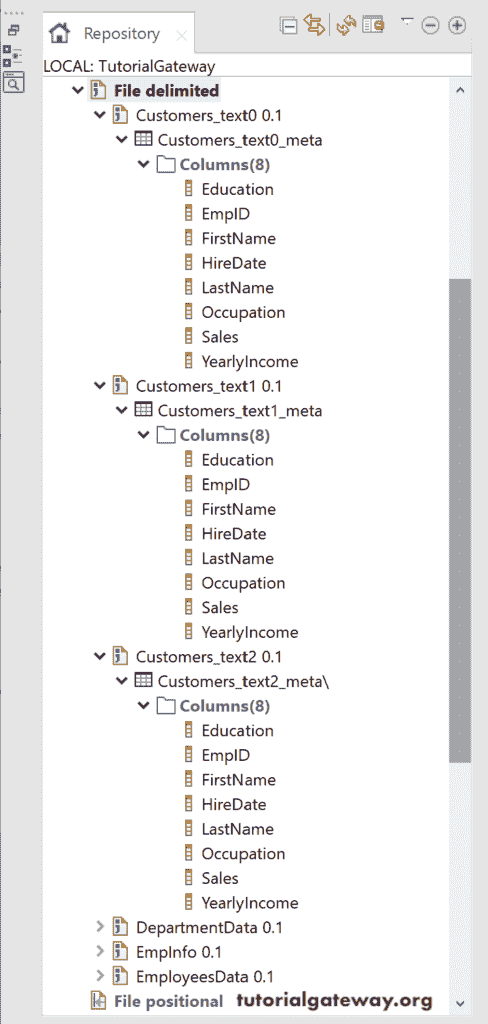 Repository
LOCAL: TutorialGateway
File delimited
Customers_text0 0.1
Customers_text0_meta
Columns(8)
Education
EmpID
FirstName
HireDate
LastName
Occupation
Sales
YearlyIncome
Customers_text1 0.1
Customers_text1_meta
Columns(8)
Education
EmpID
FirstName
HireDate
LastName
Occupation
Sales
YearlyIncome
Customers_text2 0.1
Customers_text2_meta\
Columns(8)
Education
EmpID
FirstName
HireDate
LastName
Occupation
Sales
YearlyIncome
DepartmentData 0.1
EmpInfo 0.1
EmployeesData 0.1
File positional tutorialgateway.org